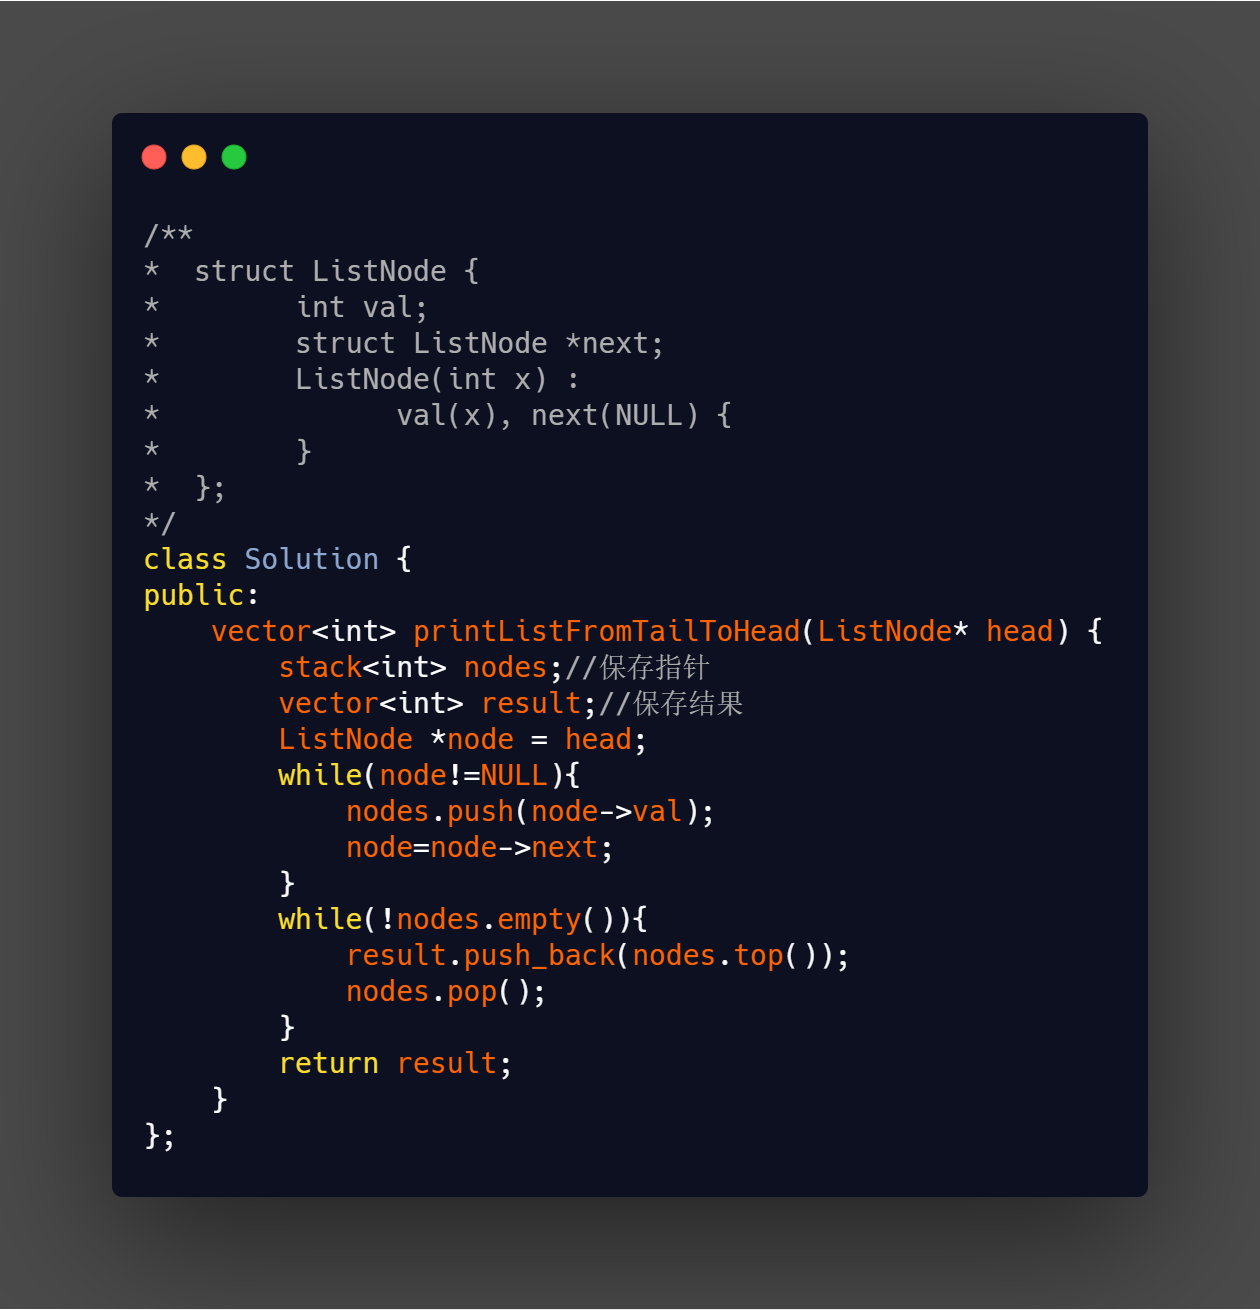 /**
*  struct ListNode {
*        int val;
*        struct ListNode *next;
*        ListNode(int x) :
*              val(x), next(NULL) {
*        }
*  };
*/
class Solution {
public:
    vector<int> printListFromTailToHead(ListNode* head) {
        stack<int> nodes;//保存指针
        vector<int> result;//保存结果
        ListNode *node = head;
        while(node!=NULL){
            nodes.push(node->val);
            node=node->next;
        }
        while(!nodes.empty()){
            result.push_back(nodes.top());
            nodes.pop();
        }
        return result;
    }
};